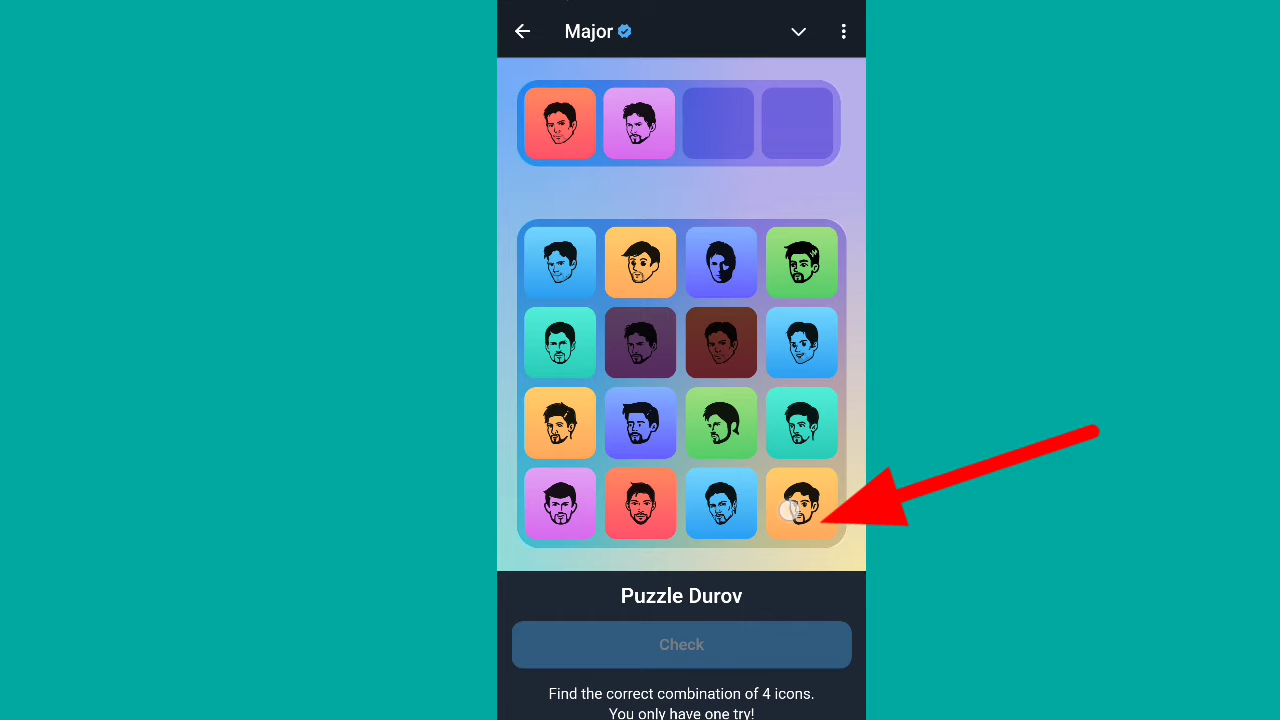 Major
Puzzle Durov
Check
Find the correct combination of 4 icons.
You only have one try!